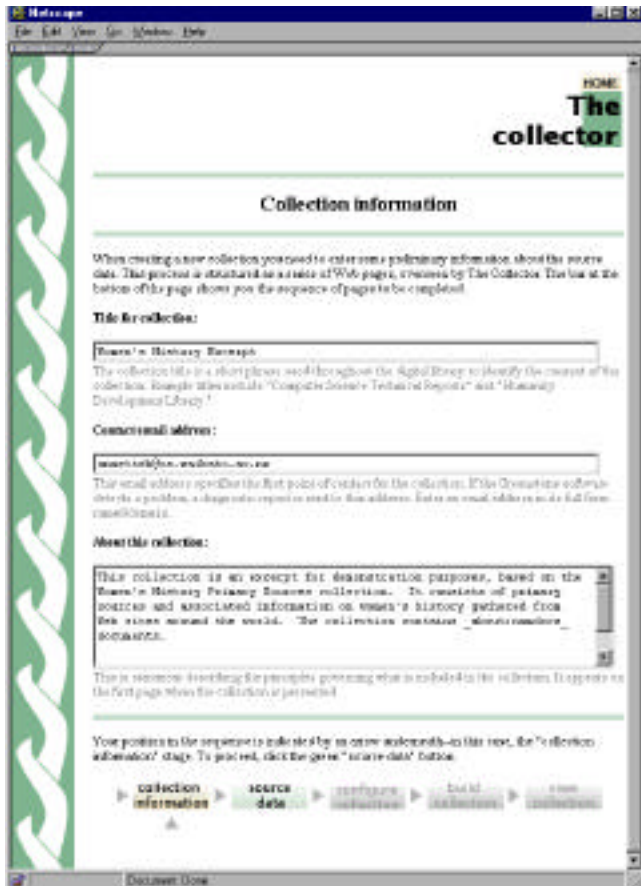 Netscape
File Edit View Go Window Help
HOME
The
collector
Collection information
When creating a new collection you need to enter some preliminary information about the source
data. This process is structured as a series of Web pages, overseen by The Collector. The bar at the
bottom of the page shows you the sequence of pages to be completed.
Title for collection:
Women's History Excerpt
The collection title is a short phrase used throughout the digital library to identify the content of the
collection. Example titles include "Computer Science Technical Reports" and "Humanity
Development Library."
Contact email address:
This email address specifies the first point of contact for the collection. If the Greenstone software
detects a problem, a diagnostic report is sent to this address. Enter an email address in its full form
name@domain.
About this collection:
This collection is an excerpt for demonstration purposes, based on the
Women's History Primary Sources collection. It consists of primary
sources and associated information on women's history gathered from
Web sites around the world. The collection contains
documents.
This is a statement describing the principles governing what is included in the collection. It appears on
the first page when the collection is presented.
Your position in the sequence is indicated by an arrow underneath--in this case, the "collection
information" stage. To proceed, click the green "source data" button.
collection information
source data
configure collection
build collection
view collection
Document: Done